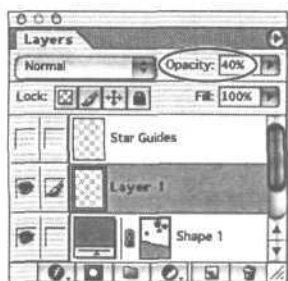 Layers
Normal Opacity: 40%
Lock: Fill: 100%
Star Guides
Layer 1
Shape 1